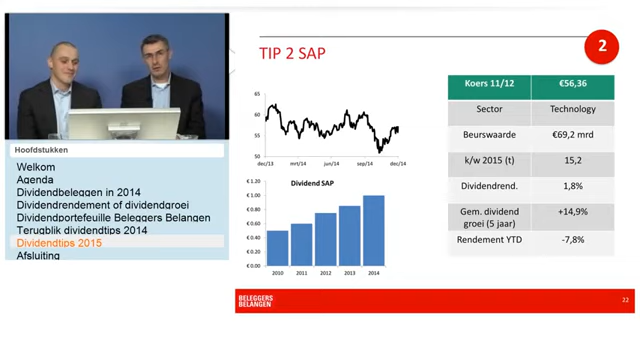 TIP 2 SAP
2
Hoofdstukken
Welkom
Agenda
Dividendbeleggen in 2014
Dividendrendement of dividendgroei
Dividendportefeuille Beleggers Belangen
Terugblik dividendtips 2014
Dividendtips 2015
Afsluiting
65
60
55
50
dec/13 mrt/14 jun/14 sep/14 dec/14
Dividend SAP
€ 1.20
€ 1.00
€ 0.80
€ 0.60
€ 0.40
€ 0.20
€ 0.00
2010 2011 2012 2013 2014
Koers 11/12 €56,36
Sector Technology
Beurswaarde €69,2 mrd
k/w 2015 (t) 15,2
Dividendrend. 1,8%
Gem. dividend
groei (5 jaar) +14,9%
Rendement YTD -7,8%
BELEGGERS
BELANGEN
22